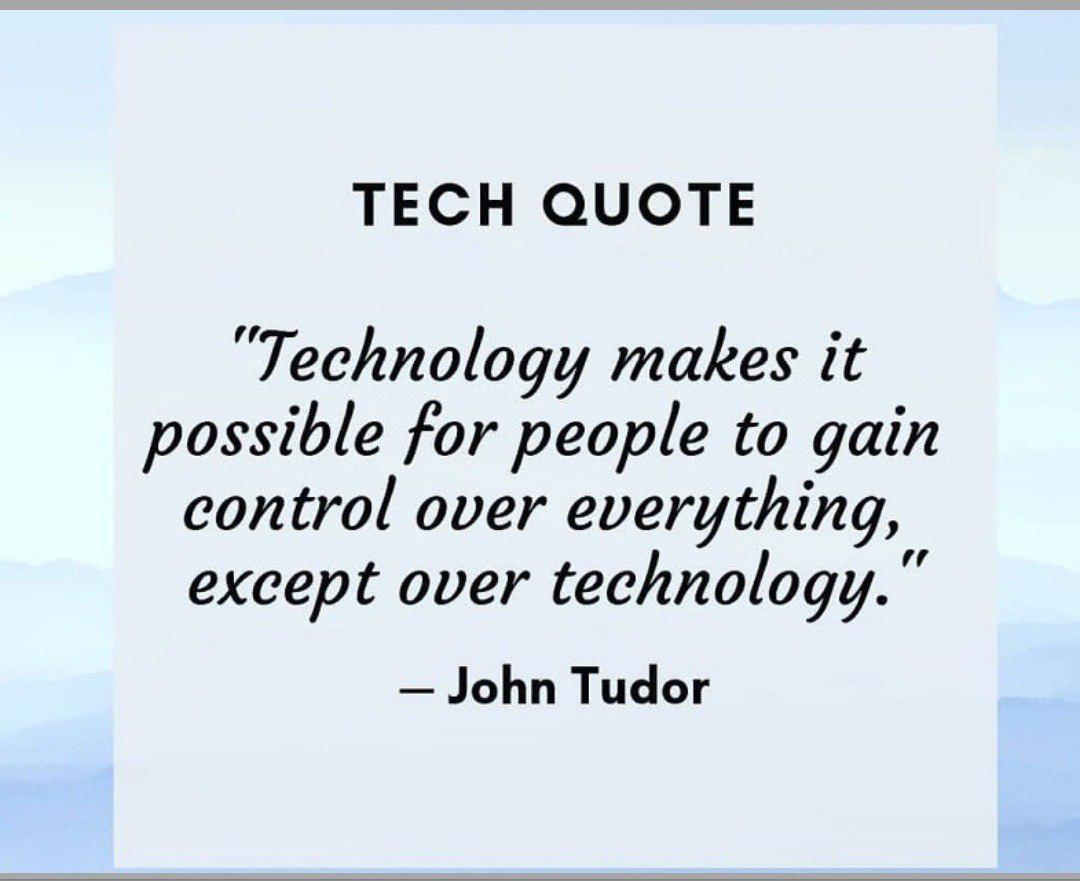 TECH QUOTE
"Technology makes it
possible for people to gain
control over everything,
except over technology."
— John Tudor